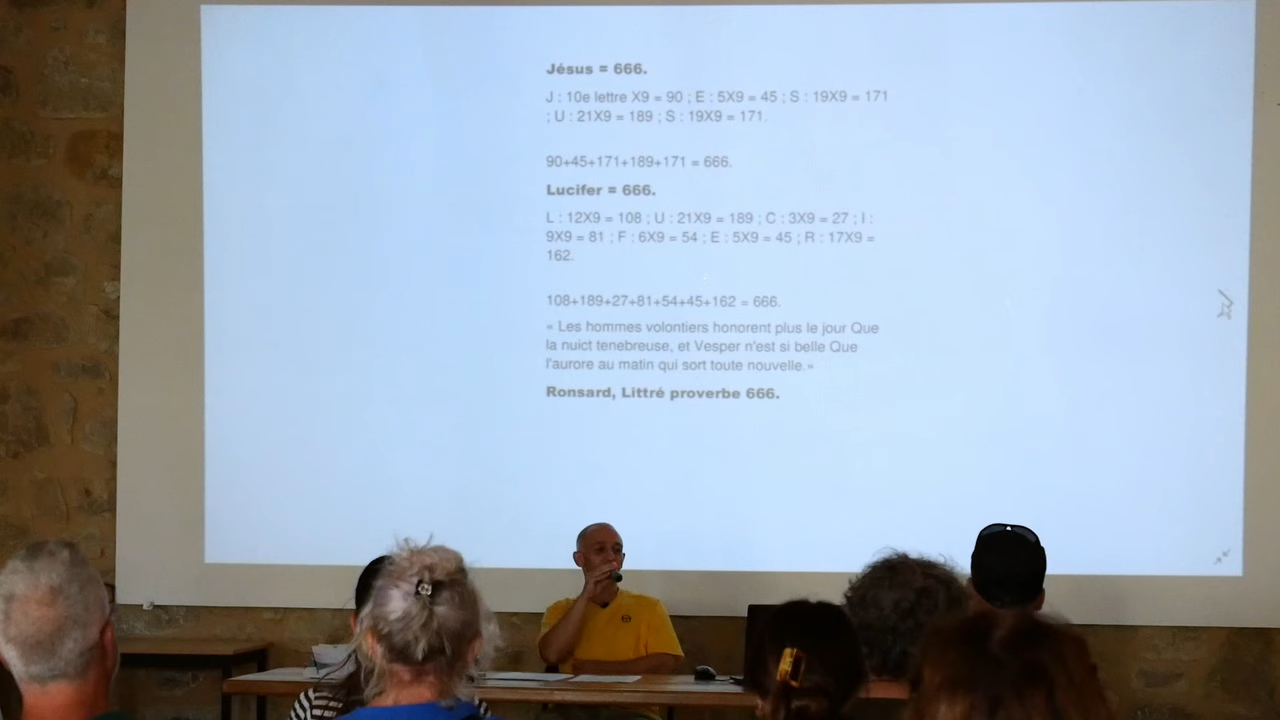 Jésus = 666.
J : 10e lettre X9 = 90 ; E : 5X9 = 45 ; S : 19X9 = 171
; U : 21X9 = 189 ; S : 19X9 = 171.
90+45+171+189+171 = 666.
Lucifer = 666.
L : 12X9 = 108 ; U : 21X9 = 189 ; C : 3X9 = 27 ; I :
9X9 = 81 ; F : 6X9 = 54 ; E : 5X9 = 45 ; R : 17X9 =
162.
108+189+27+81+54+45+162 = 666.
« Les hommes volontiers honorent plus le jour Que
la nuict tenebreuse, et Vesper n'est si belle Que
l'aurore au matin qui sort toute nouvelle.»
Ronsard, Littré proverbe 666.